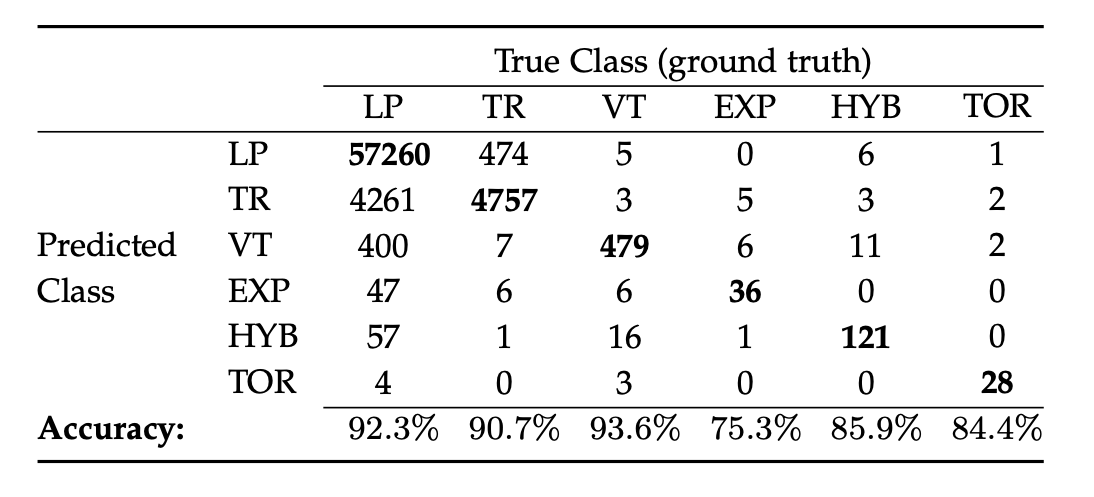 True Class (ground truth)
LP TR VT EXP HYB TOR
LP 57260 474 5 0 6 1
TR 4261 4757 3 5 3 2
Predicted VT 400 7 479 6 11 2
Class EXP 47 6 6 36 0 0
HYB 57 1 16 1 121 0
TOR 4 0 3 0 0 28
Accuracy: 92.3% 90.7% 93.6% 75.3% 85.9% 84.4%